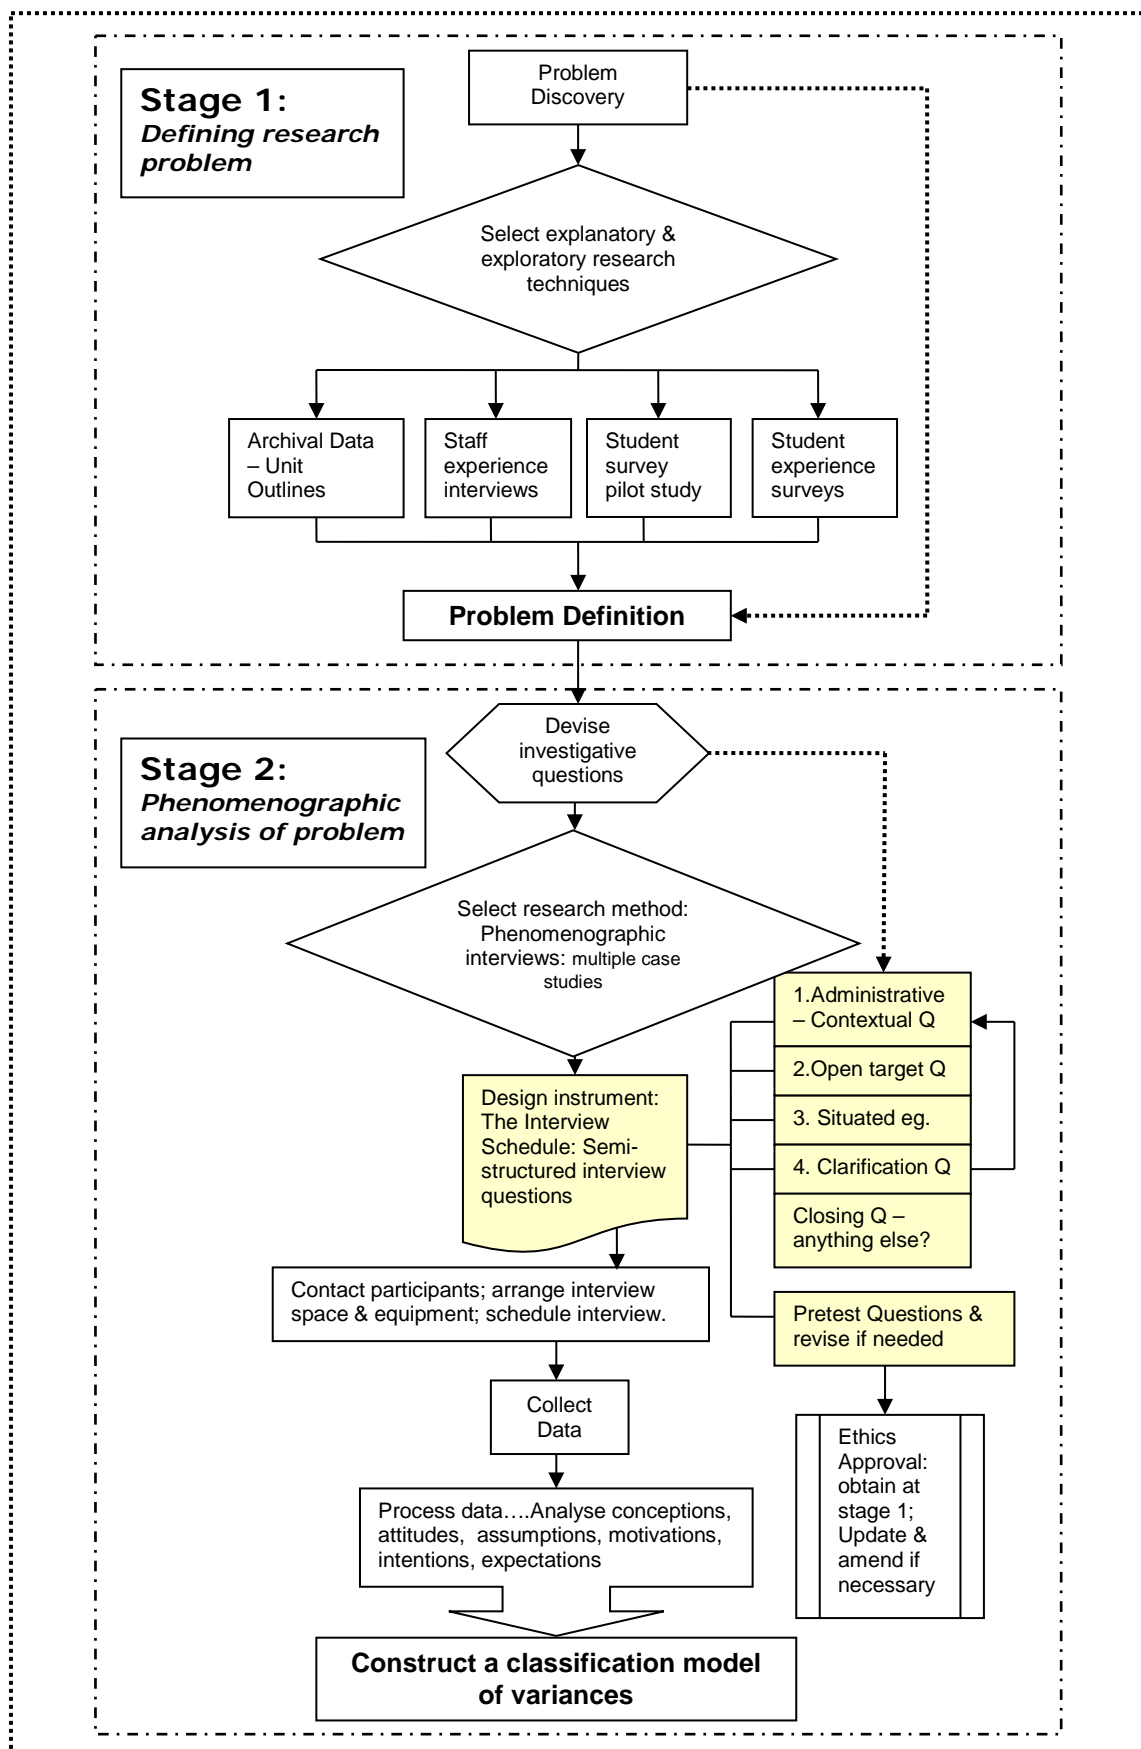 Problem
Discovery
Stage 1:
Defining research
problem
Select explanatory &
exploratory research
techniques
Archival Data
– Unit
Outlines
Staff
experience
interviews
Student
survey
pilot study
Student
experience
surveys
Problem Definition
Devise
investigative
questions
Stage 2:
Phenomenographic
analysis of problem
Select research method:
Phenomenographic
interviews: multiple case
studies
1.Administrative
– Contextual Q
2.Open target Q
3. Situated eg.
4. Clarification Q
Closing Q –
anything else?
Design instrument:
The Interview
Schedule: Semi-
structured interview
questions
Contact participants; arrange interview
space & equipment; schedule interview.
Pretest Questions &
revise if needed
Collect
Data
Ethics
Approval:
obtain at
stage 1;
Update &
amend if
necessary
Process data….Analyse conceptions,
attitudes, assumptions, motivations,
intentions, expectations
Construct a classification model
of variances